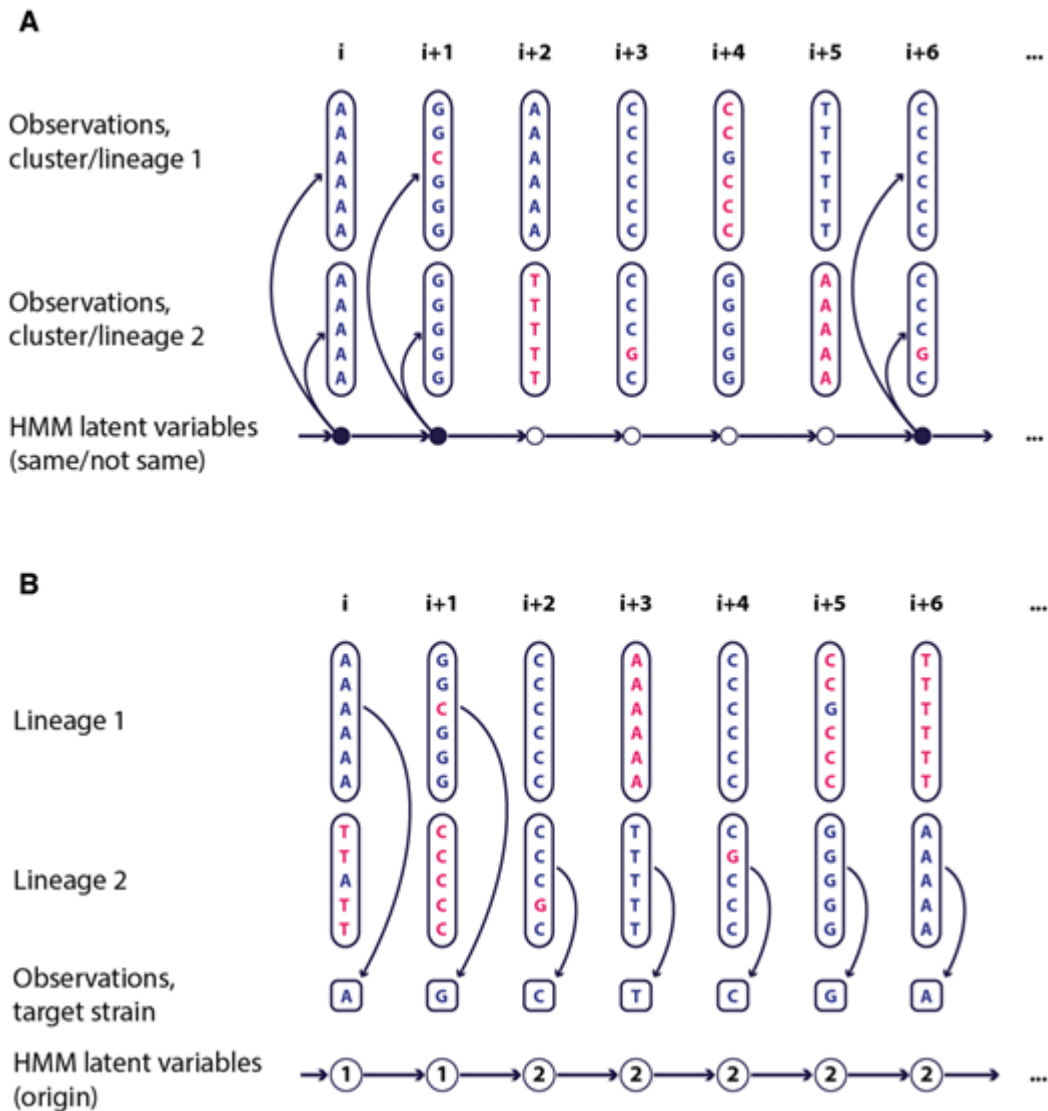 A
i i+1 i+2 i+3 i+4 i+5 i+6 ...
Observations,
cluster/lineage 1
A G A C C T C
A G A C C T C
A C A C G T C
A G A C C T C
A G A C C T C
A G A C C T C
Observations,
cluster/lineage 2
A G T C G A C
A G T C G A C
A G T C G A C
A G T G G A G
A G T C G A C
HMM latent variables
(same/not same)
...
B
i i+1 i+2 i+3 i+4 i+5 i+6 ...
Lineage 1
A G C A C C T
A G C A C C T
A C C A C G T
A G C A C C T
A G C A C C T
A G C A C C T
Lineage 2
T C C T C G A
T C C T G G A
A C C T C G A
T C G T C G A
T C C T C G A
Observations,
target strain
A G C T C G A
HMM latent variables
(origin)
1 1 2 2 2 2 2 ...